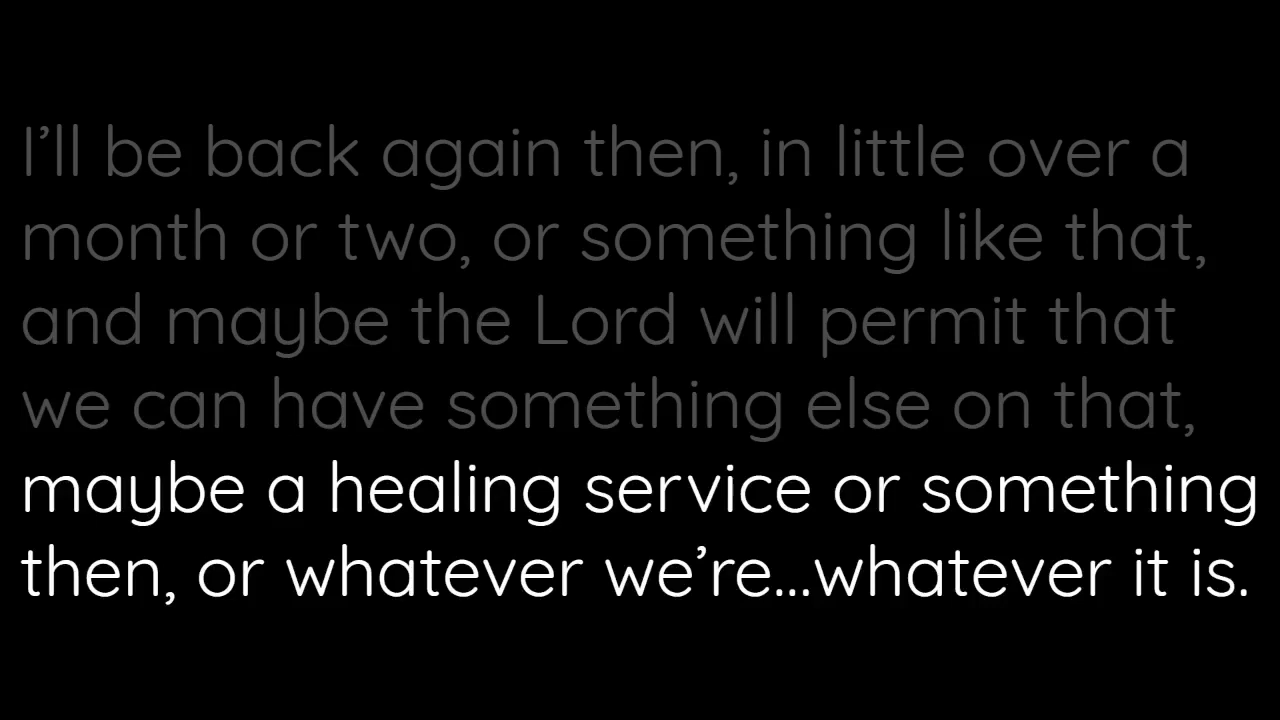 I’ll be back again then, in little over a
month or two, or something like that,
and maybe the Lord will permit that
we can have something else on that,
maybe a healing service or something
then, or whatever we’re...whatever it is.